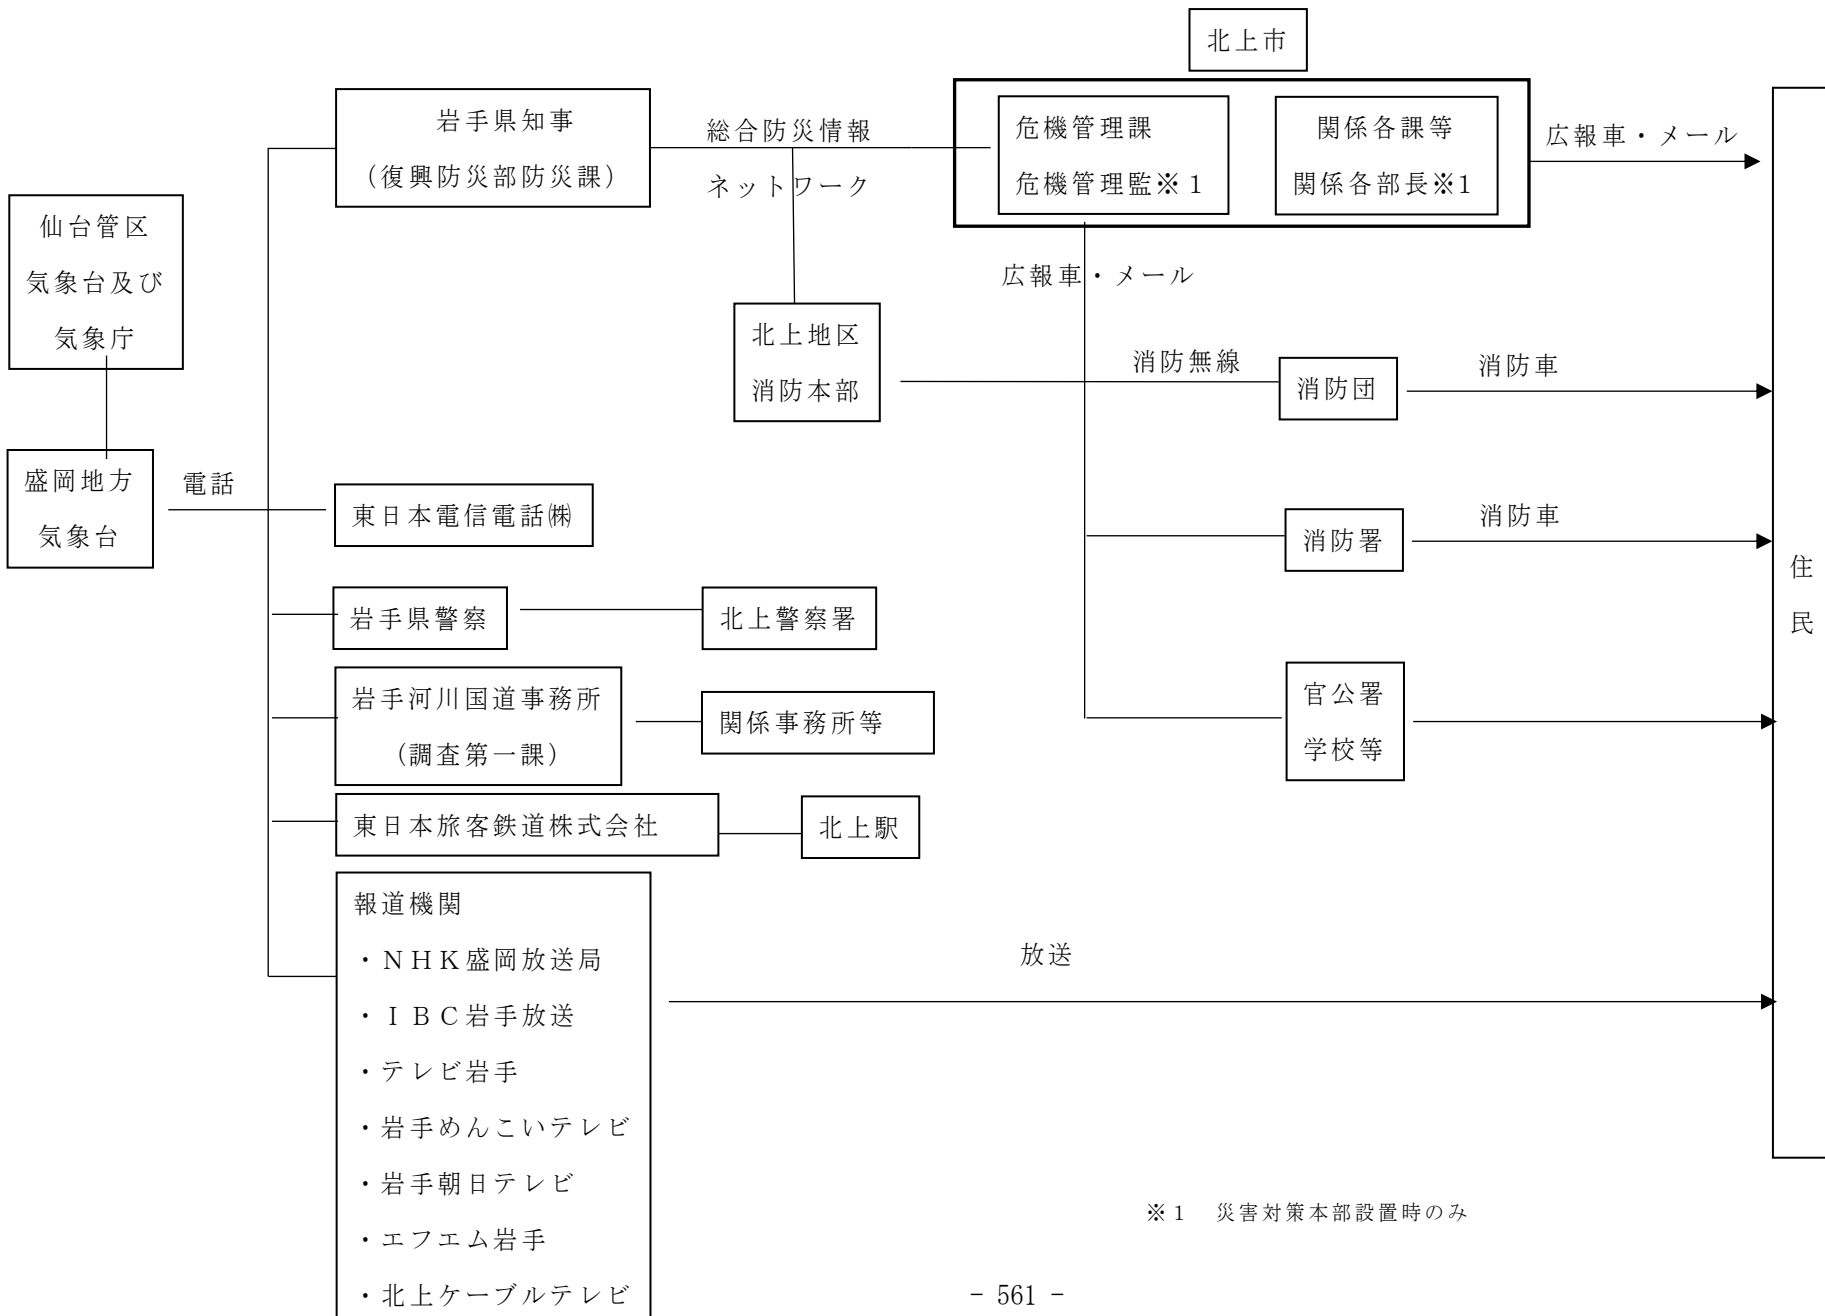 北上市
岩手県知事
（復興防災部防災課）
総合防災情報
ネットワーク
危機管理課
危機管理監※１
関係各課等
関係各部長※1
広報車・メール
仙台管区
気象台及び
気象庁
広報車・メール
北上地区
消防本部
消防無線
消防団
消防車
盛岡地方
気象台
電話
東日本電信電話㈱
消防署
消防車
住
民
岩手県警察
北上警察署
岩手河川国道事務所
（調査第一課）
関係事務所等
官公署
学校等
東日本旅客鉄道株式会社
北上駅
報道機関
・ＮＨＫ盛岡放送局
・ＩＢＣ岩手放送
・テレビ岩手
・岩手めんこいテレビ
・岩手朝日テレビ
・エフエム岩手
・北上ケーブルテレビ
放送
※１　災害対策本部設置時のみ
- 561 -